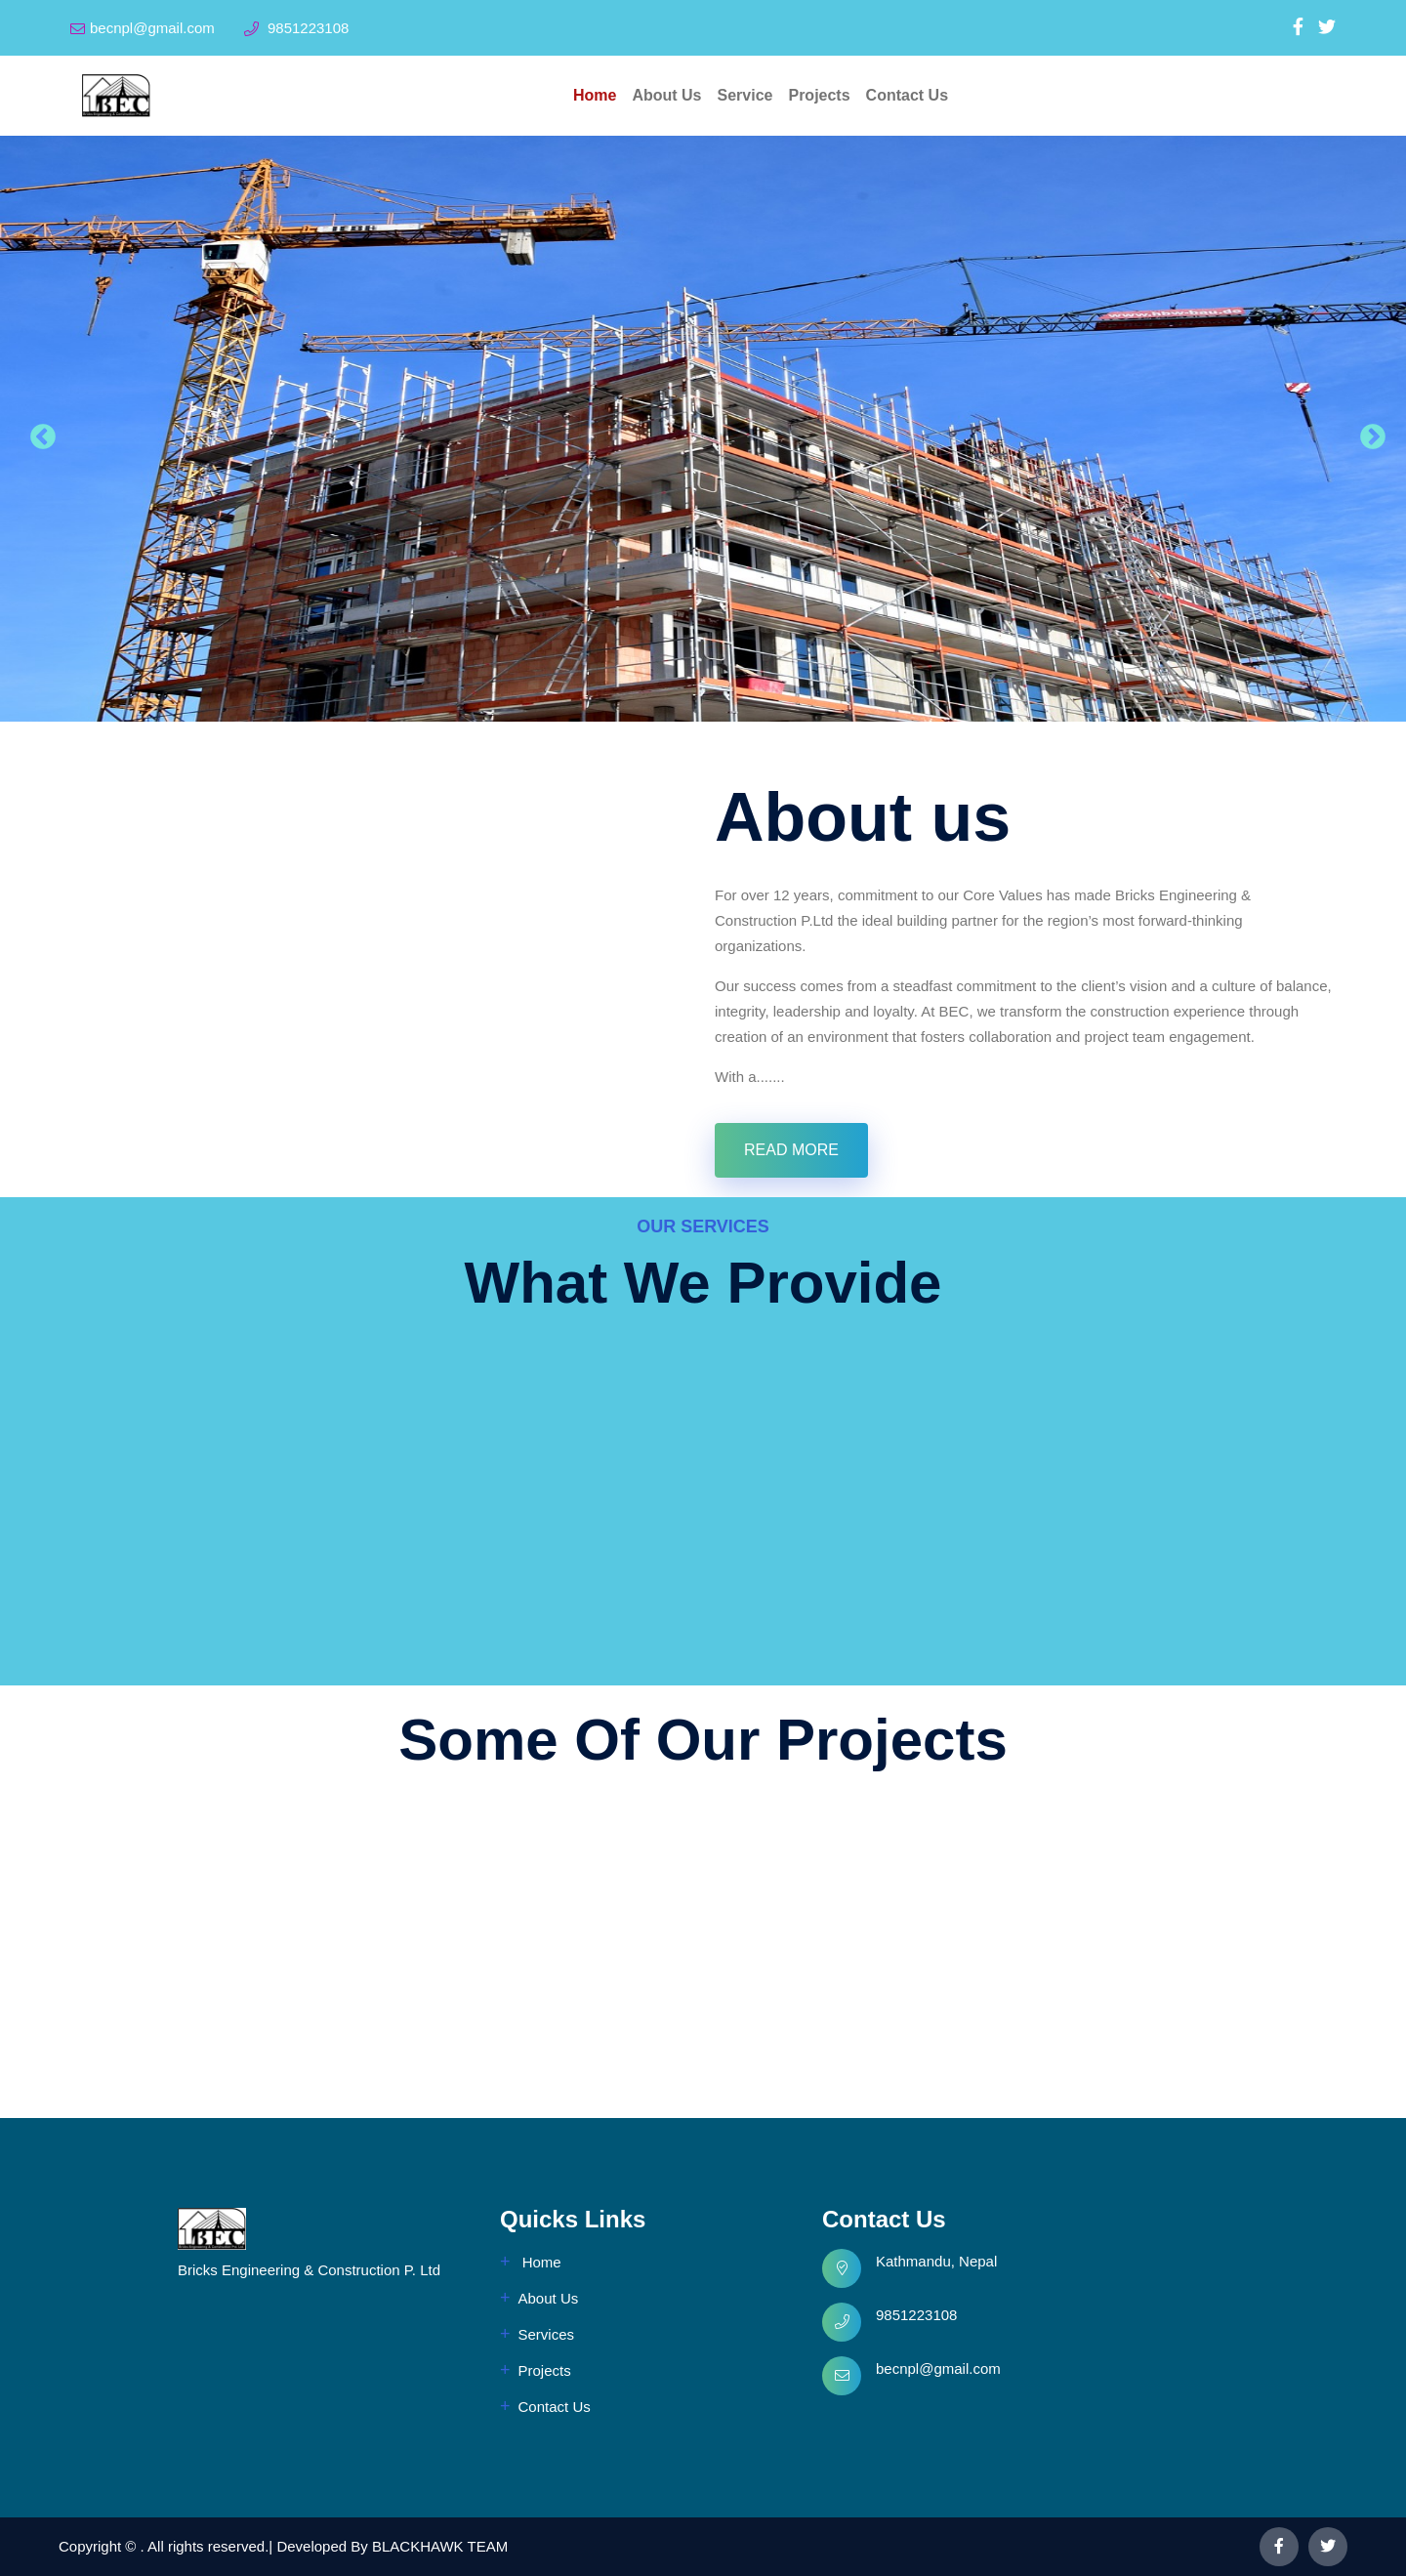 becnpl@gmail.com 9851223108
BEC
Home About Us Service Projects Contact Us
www.hbw-bau.de
About us
For over 12 years, commitment to our Core Values has made Bricks Engineering &
Construction P.Ltd the ideal building partner for the region’s most forward-thinking
organizations.
Our success comes from a steadfast commitment to the client’s vision and a culture of balance,
integrity, leadership and loyalty. At BEC, we transform the construction experience through
creation of an environment that fosters collaboration and project team engagement.
With a.......
READ MORE
OUR SERVICES
What We Provide
Some Of Our Projects
BEC
Bricks Engineering & Construction P. Ltd
Quicks Links
+ Home
+ About Us
+ Services
+ Projects
+ Contact Us
Contact Us
Kathmandu, Nepal
9851223108
becnpl@gmail.com
Copyright © . All rights reserved.| Developed By BLACKHAWK TEAM